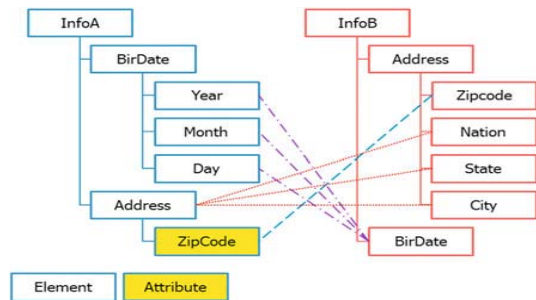 InfoA
BirDate
Year
Month
Day
Address
ZipCode
Element
Attribute
InfoB
Address
Zipcode
Nation
State
City
BirDate